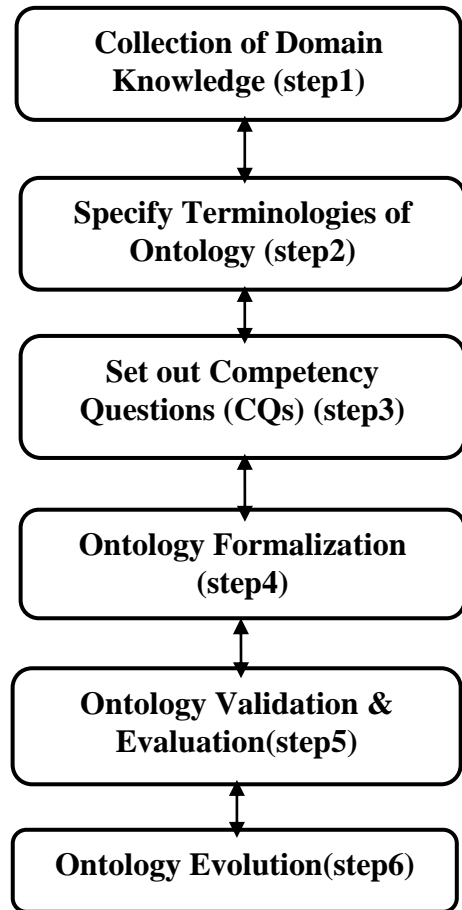 Collection of Domain
Knowledge (step1)
Specify Terminologies of
Ontology (step2)
Set out Competency
Questions (CQs) (step3)
Ontology Formalization
(step4)
Ontology Validation &
Evaluation(step5)
Ontology Evolution(step6)